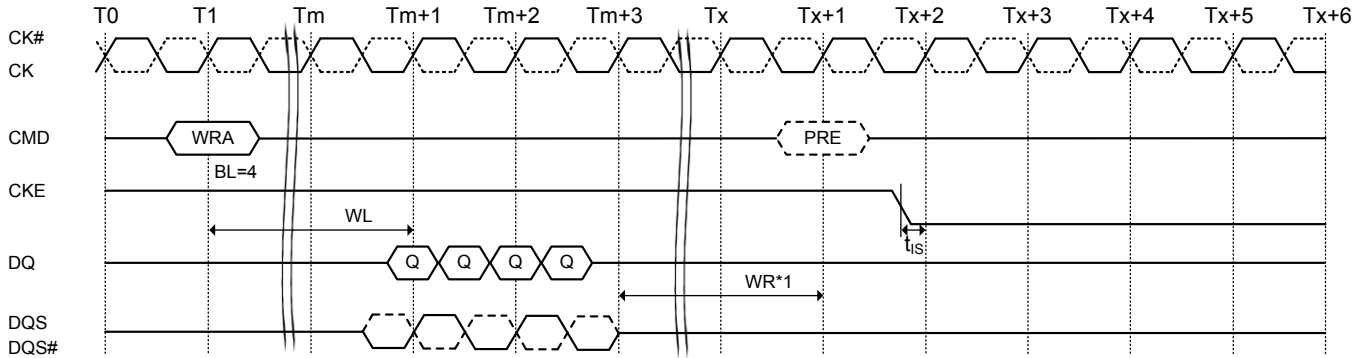 T0 T1 Tm Tm+1 Tm+2 Tm+3 Tx Tx+1 Tx+2 Tx+3 Tx+4 Tx+5 Tx+6
CK#
CK
CMD WRA PRE
BL=4
CKE
WL
tIS
DQ Q Q Q Q
WR*1
DQS
DQS#